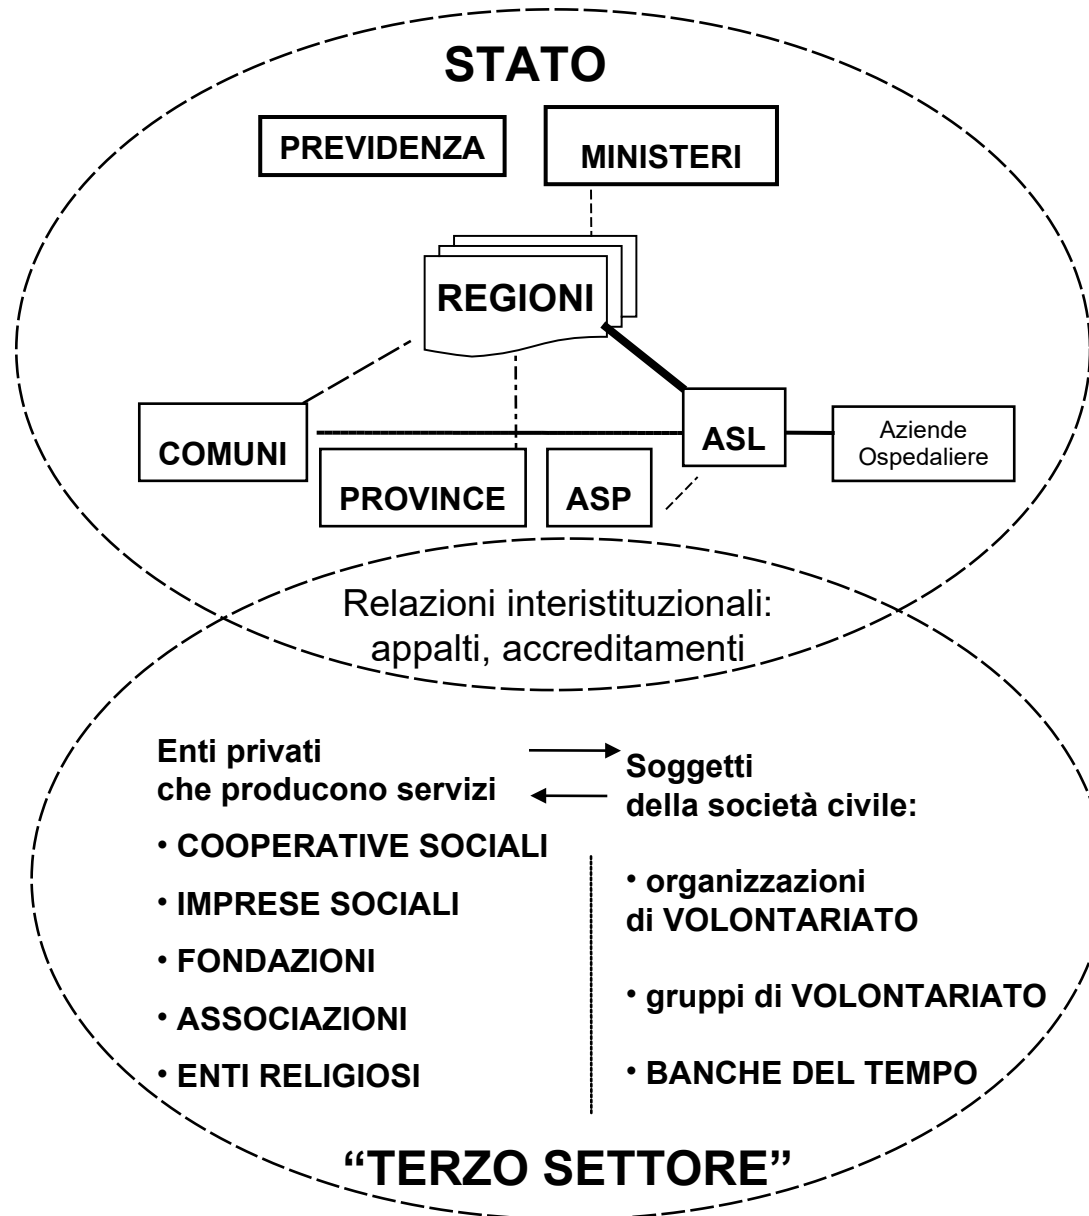 STATO
PREVIDENZA
MINISTERI
REGIONI
COMUNI
ASL
Aziende
Ospedaliere
PROVINCE
ASP
Relazioni interistituzionali:
appalti, accreditamenti
Enti privati
che producono servizi
• COOPERATIVE SOCIALI
• IMPRESE SOCIALI
• FONDAZIONI
• ASSOCIAZIONI
• ENTI RELIGIOSI
Soggetti
della società civile:
• organizzazioni
di VOLONTARIATO
• gruppi di VOLONTARIATO
• BANCHE DEL TEMPO
“TERZO SETTORE”